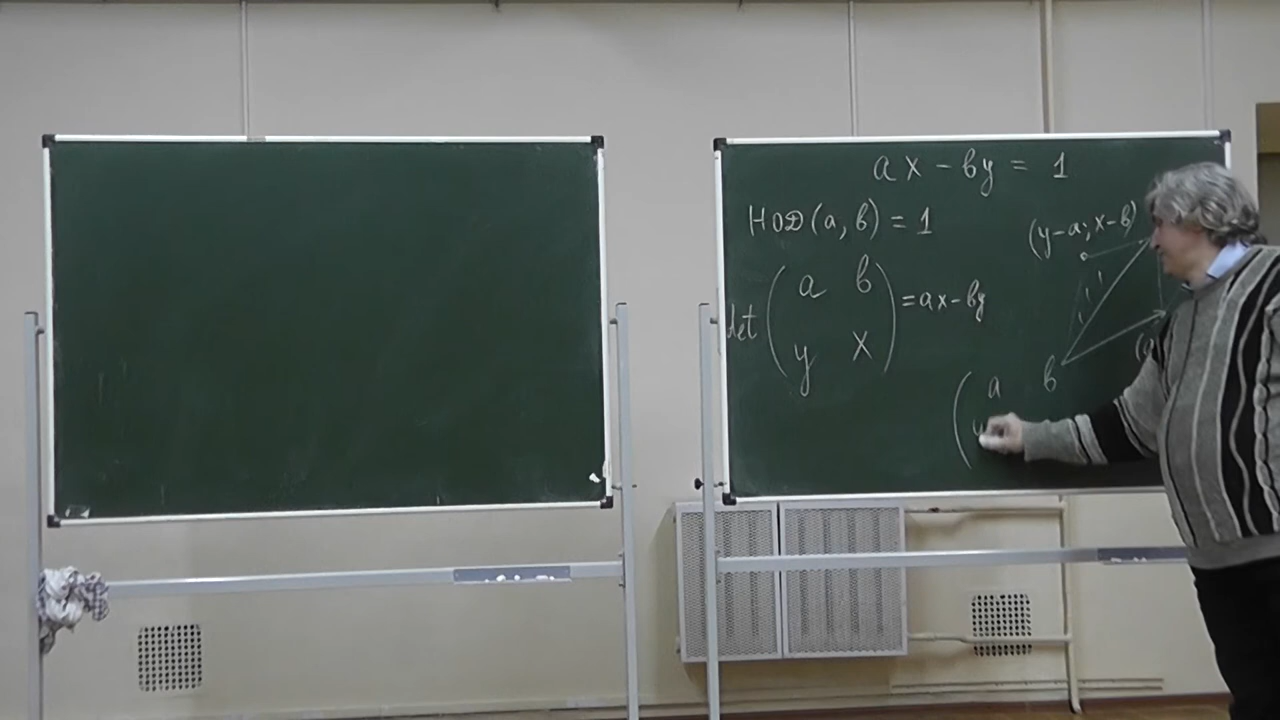 ax - by = 1
НОД(a, b) = 1
(y-a; x-b)
det ( a b
y x ) = ax - by
( a b
y
(a